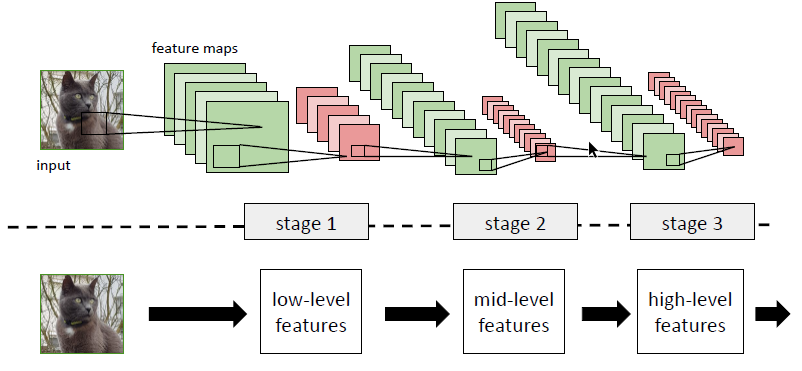 feature maps
input
stage 1
stage 2
stage 3
low-level
features
mid-level
features
high-level
features